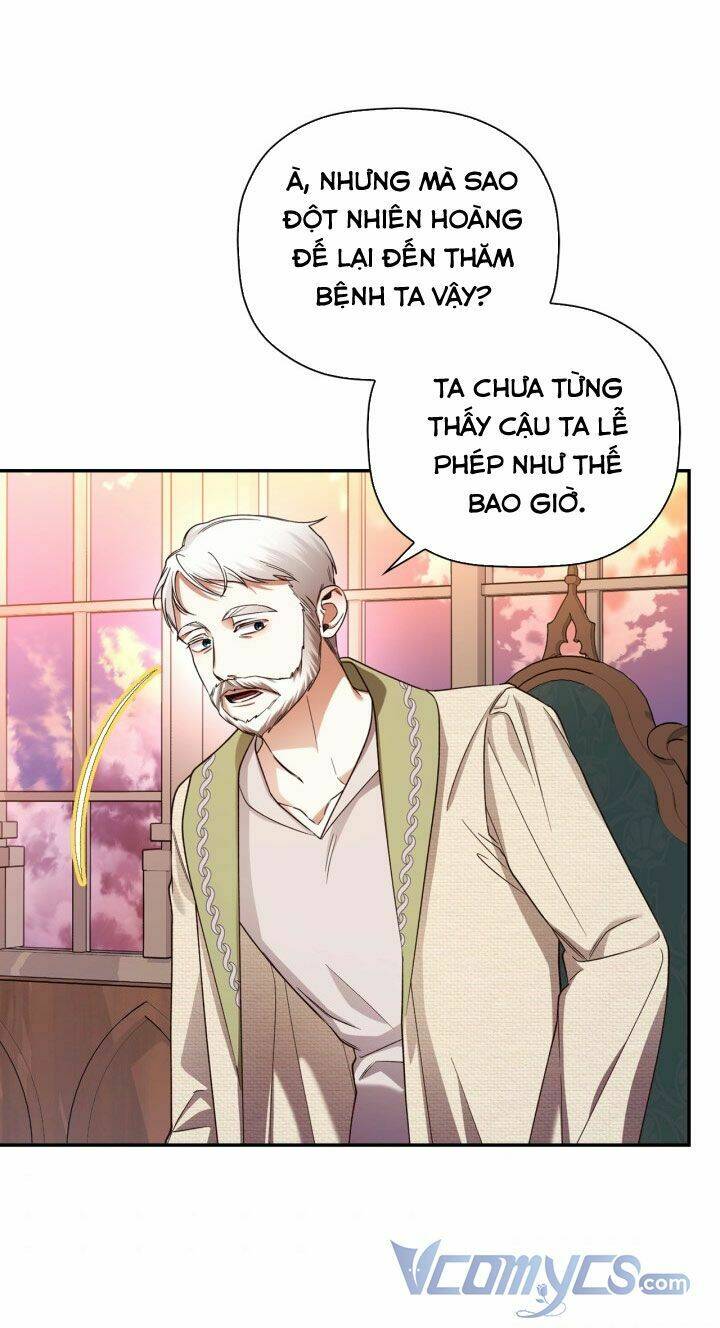 À, NHƯNG MÀ SAO
ĐỘT NHIÊN HOÀNG
ĐẾ LẠI ĐẾN THĂM
BỆNH TA VẬY?
TA CHƯA TỪNG
THẤY CẬU TA LỄ
PHÉP NHƯ THẾ
BAO GIỜ.
VCOMYCS.com